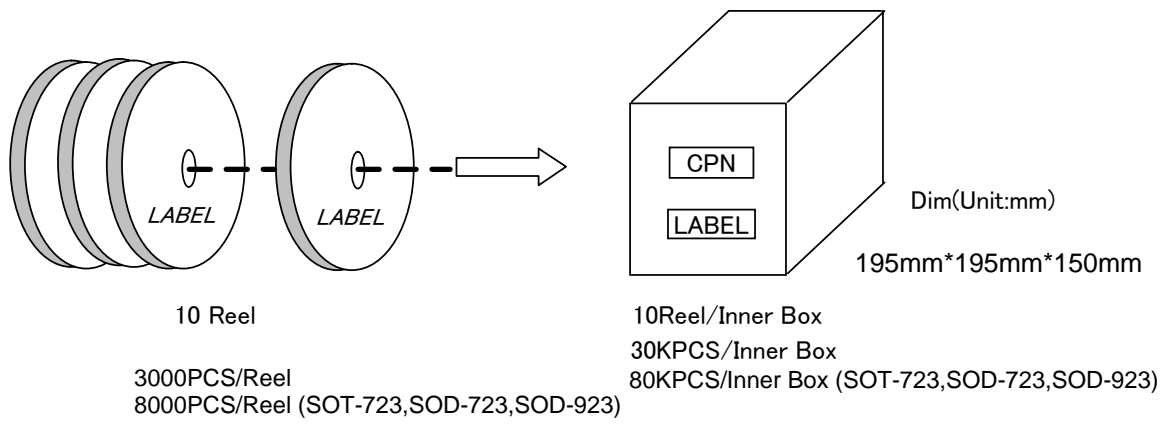 LABEL
LABEL
CPN
LABEL
Dim(Unit:mm)
195mm*195mm*150mm
10 Reel
10Reel/Inner Box
30KPCS/Inner Box
80KPCS/Inner Box (SOT-723,SOD-723,SOD-923)
3000PCS/Reel
8000PCS/Reel (SOT-723,SOD-723,SOD-923)